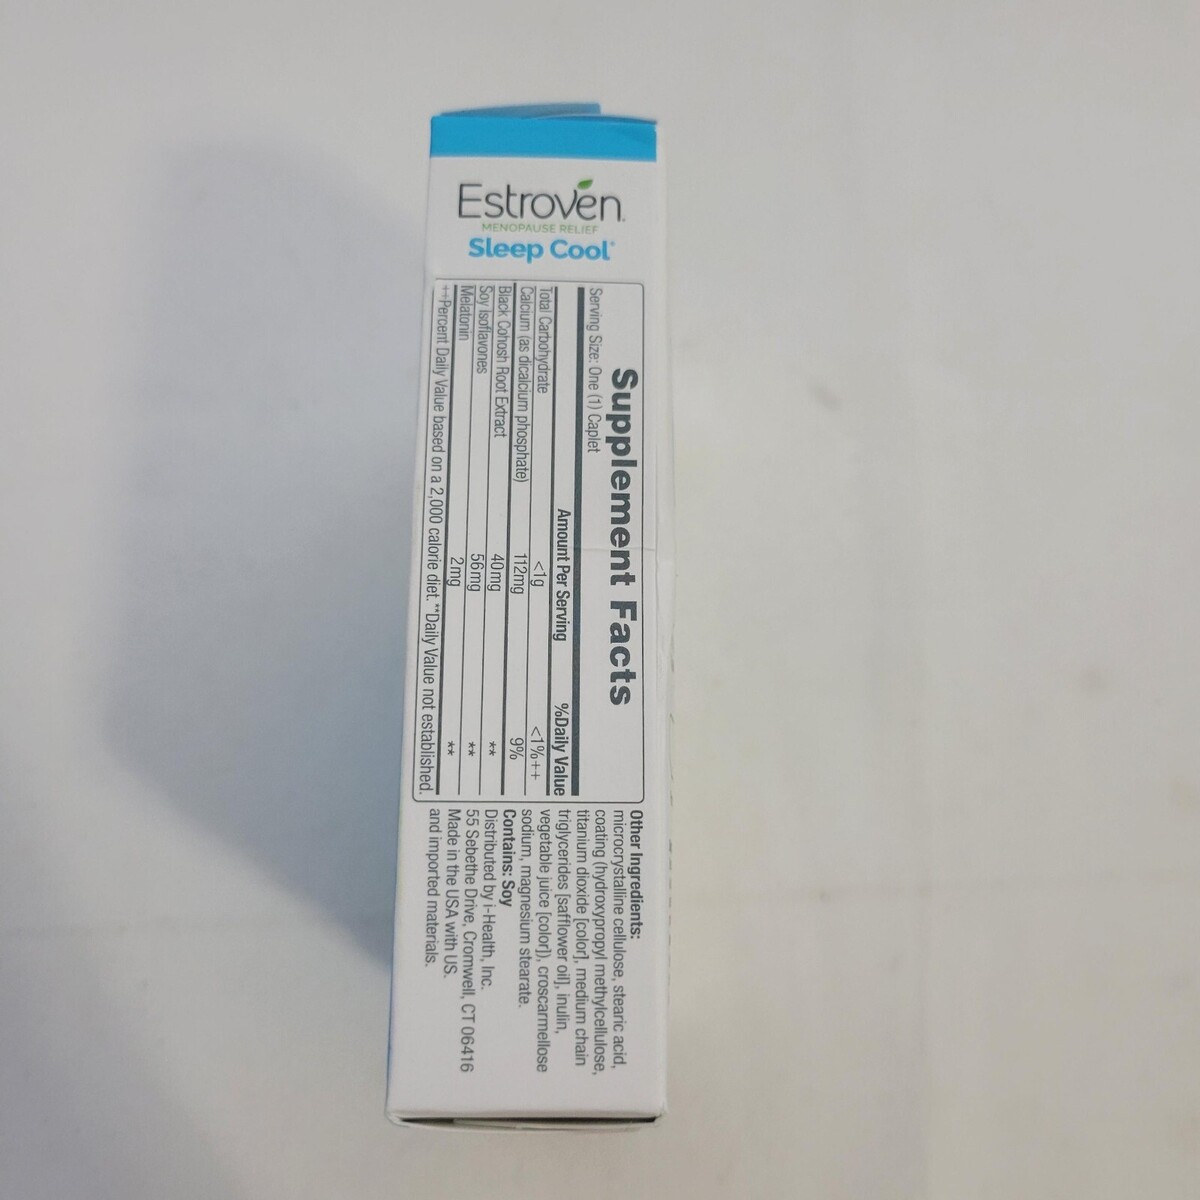 Estroven.
MENOPAUSE RELIEF
Sleep Cool*
Supplement Facts
Serving Size: One (1) Caplet
Amount Per Serving %Daily Value
Total Carbohydrate <1g <1%++
Calcium (as dicalcium phosphate) 112mg 9%
Black Cohosh Root Extract 40mg **
Soy Isoflavones 56mg **
Melatonin 2mg **
++Percent Daily Value based on a 2,000 calorie diet. **Daily Value not established.
Other Ingredients:
microcrystalline cellulose, stearic acid,
coating (hydroxypropyl methylcellulose,
titanium dioxide [color], medium chain
triglycerides [safflower oil], inulin,
vegetable juice [color]), croscarmellose
sodium, magnesium stearate.
Contains: Soy
Distributed by i-Health, Inc.
55 Sebethe Drive, Cromwell, CT 06416
Made in the USA with US.
and imported materials.